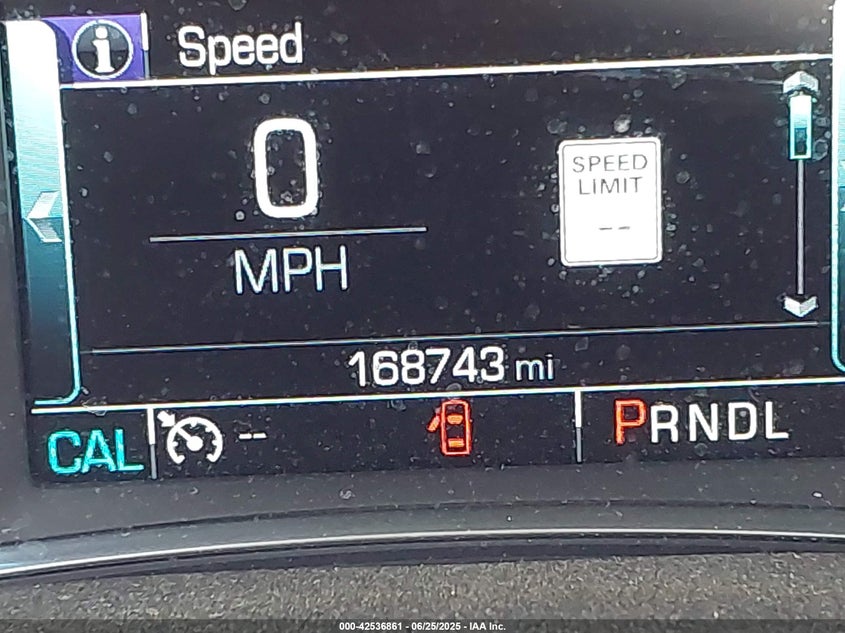 i Speed
0
MPH
SPEED
LIMIT
--
168743 mi
CAL -- PRNDL
000-42536861 - 06/25/2025 - IAA Inc.